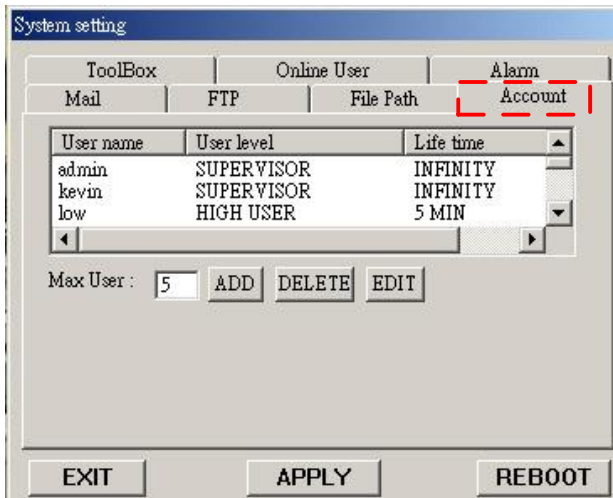 System setting
ToolBox Online User Alarm
Mail FTP File Path Account
User name User level Life time
admin SUPERVISOR INFINITY
kevin SUPERVISOR INFINITY
low HIGH USER 5 MIN
Max User : 5 ADD DELETE EDIT
EXIT APPLY REBOOT